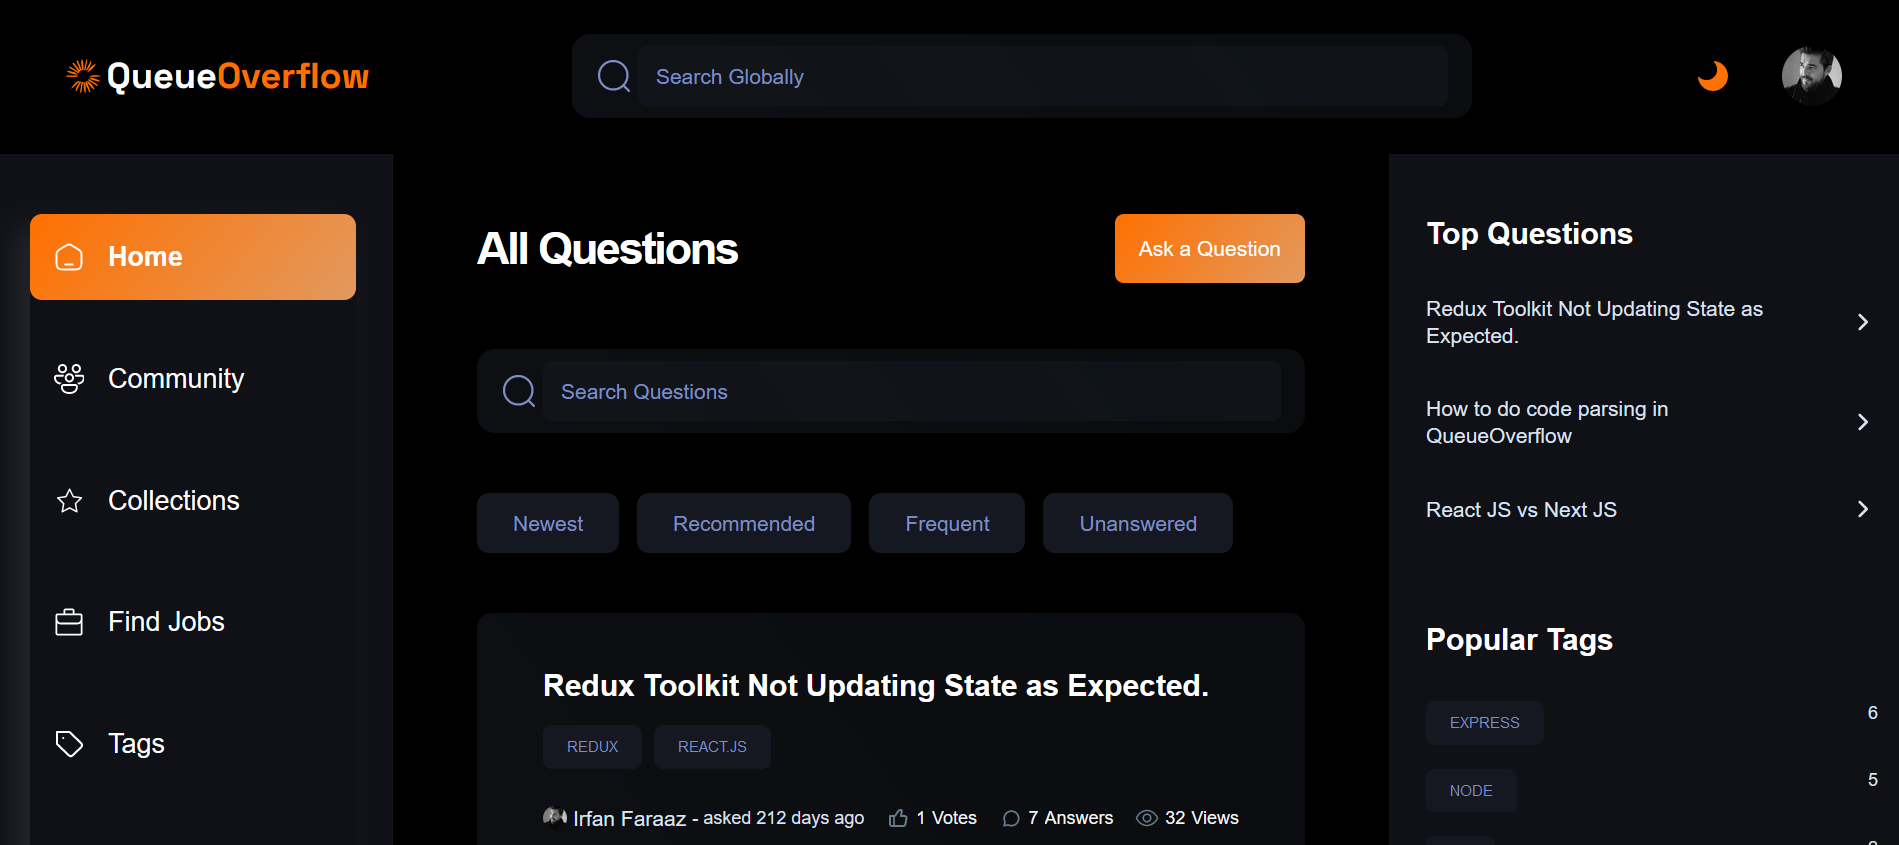 QueueOverflow
Search Globally
Home
Community
Collections
Find Jobs
Tags
All Questions
Ask a Question
Search Questions
Newest
Recommended
Frequent
Unanswered
Redux Toolkit Not Updating State as Expected.
REDUX
REACT.JS
Irfan Faraaz - asked 212 days ago
1 Votes
7 Answers
32 Views
Top Questions
Redux Toolkit Not Updating State as
Expected.
How to do code parsing in
QueueOverflow
React JS vs Next JS
Popular Tags
EXPRESS
6
NODE
5